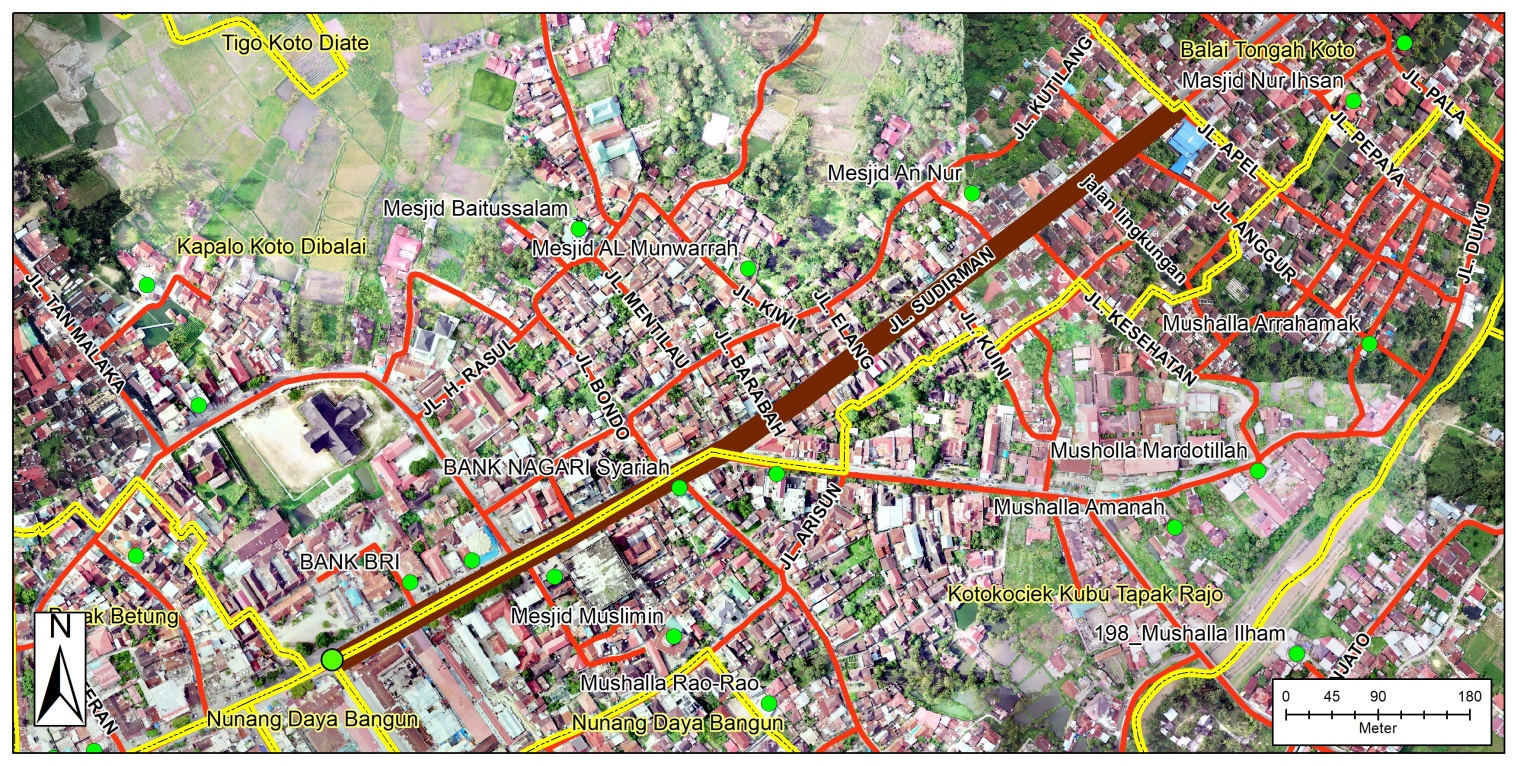 Tigo Koto Diate
Balai Tongah Koto
Masjid Nur Ihsan
JL. KUTILANG
JL. PALA
JL. PEPAYA
JL. APEL
Mesjid An Nur
jalan lingkungan
JL. ANGGUR
JL. DUKU
Mesjid Baitussalam
Mesjid AL Munwarrah
Kapalo Koto Dibalai
JL. TAN MALAKA
JL. MENTILAU
JL. KIWI
JL. ELANG
JL. SUDIRMAN
JL. KUINI
JL. KESEHATAN
Mushalla Arrahamak
JL. H. RASUL
JL. BONDO
JL. BARABAH
BANK NAGARI Syariah
Musholla Mardotillah
JL. ARISUN
Mushalla Amanah
BANK BRI
Mesjid Muslimin
Kotokociek Kubu Tapak Rajo
ak Betung
198_Mushalla Ilham
N
NJATO
ERAN
Mushalla Rao-Rao
Nunang Daya Bangun
Nunang Daya Bangun
0 45 90 180
Meter